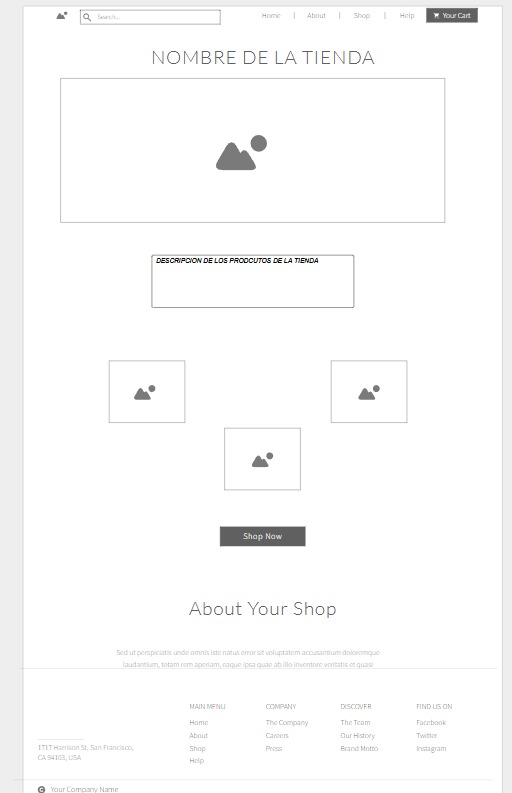 Search...
Home | About | Shop | Help Your Cart
NOMBRE DE LA TIENDA
DESCRIPCION DE LOS PRODCUTOS DE LA TIENDA
Shop Now
About Your Shop
Sed ut perspiciatis unde omnis iste natus error sit voluptatem accusantium doloremque
laudantium, totam rem aperiam, eaque ipsa quae ab illo inventore veritatis et quasi
MAIN MENU
Home
About
Shop
Help
COMPANY
The Company
Careers
Press
DISCOVER
The Team
Our History
Brand Motto
FIND US ON
Facebook
Twitter
Instagram
1717 Harrison St, San Francisco,
CA 94103, USA
Your Company Name